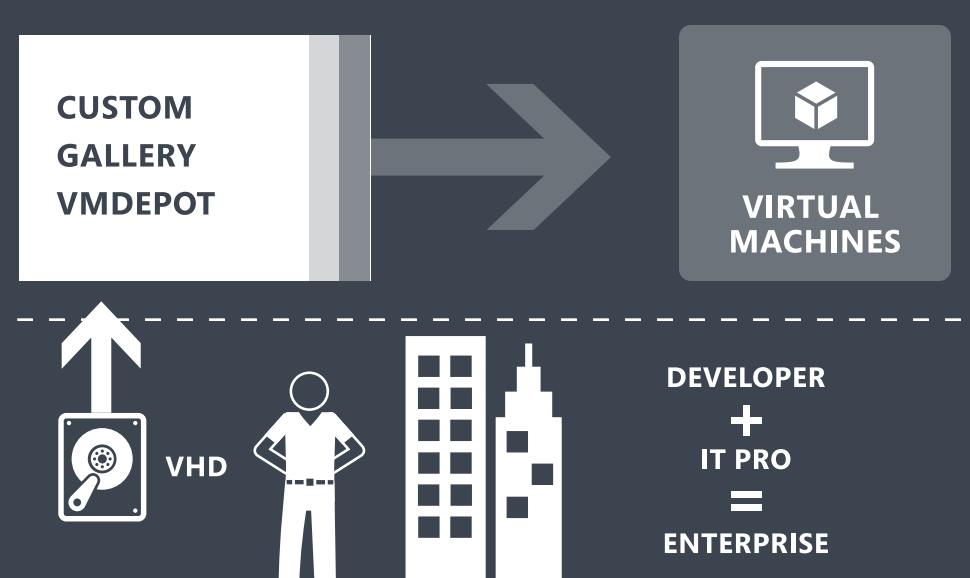 CUSTOM
GALLERY
VMDEPOT
VIRTUAL
MACHINES
VHD
DEVELOPER
+
IT PRO
=
ENTERPRISE